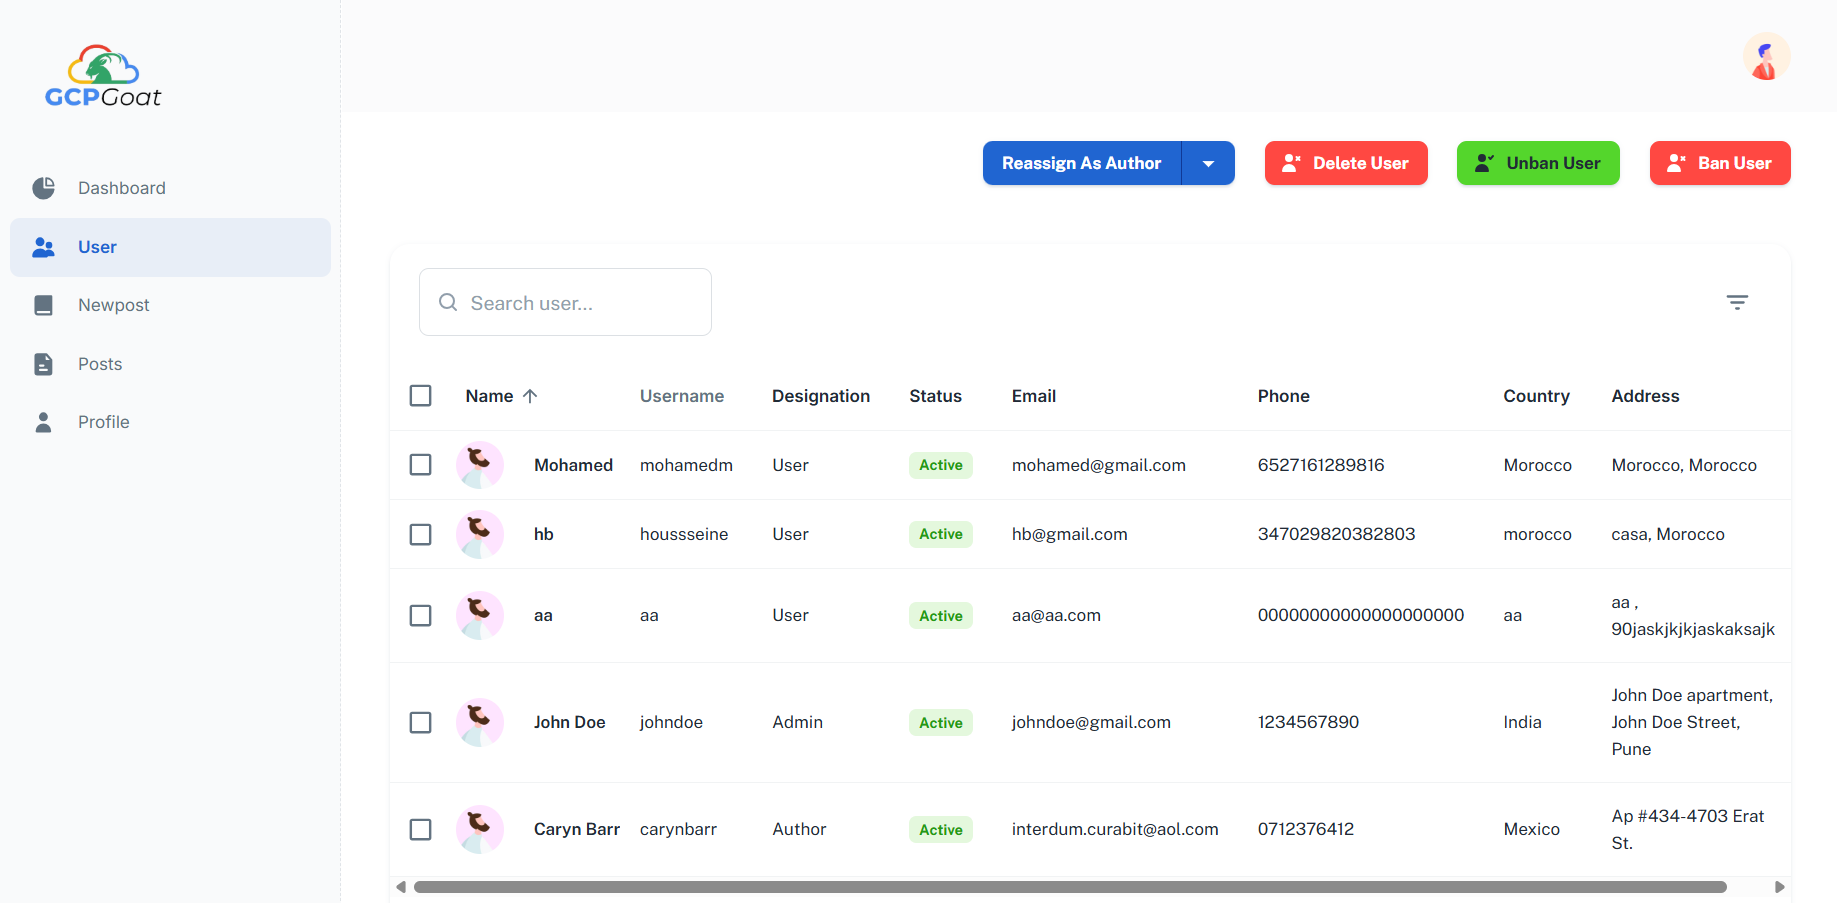 GCPGoat
Dashboard
User
Newpost
Posts
Profile
Reassign As Author
Delete User
Unban User
Ban User
Search user...
Name Username Designation Status Email Phone Country Address
Mohamed mohamedm User Active mohamed@gmail.com 6527161289816 Morocco Morocco, Morocco
hb houssseine User Active hb@gmail.com 347029820382803 morocco casa, Morocco
aa aa User Active aa@aa.com 00000000000000000000 aa aa ,
90jaskjkjkjaskaksajk
John Doe johndoe Admin Active johndoe@gmail.com 1234567890 India John Doe apartment,
John Doe Street,
Pune
Caryn Barr carynbarr Author Active interdum.curabit@aol.com 0712376412 Mexico Ap #434-4703 Erat
St.